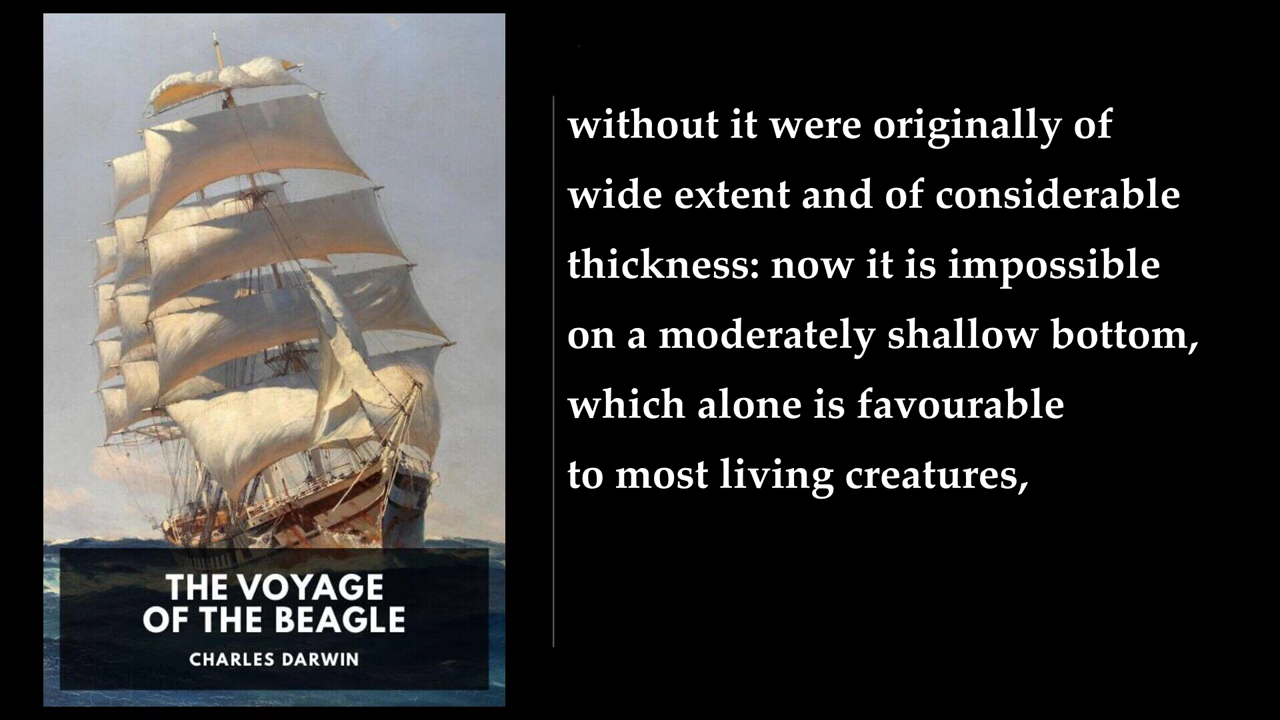 without it were originally of
wide extent and of considerable
thickness: now it is impossible
on a moderately shallow bottom,
which alone is favourable
to most living creatures,
THE VOYAGE
OF THE BEAGLE
CHARLES DARWIN